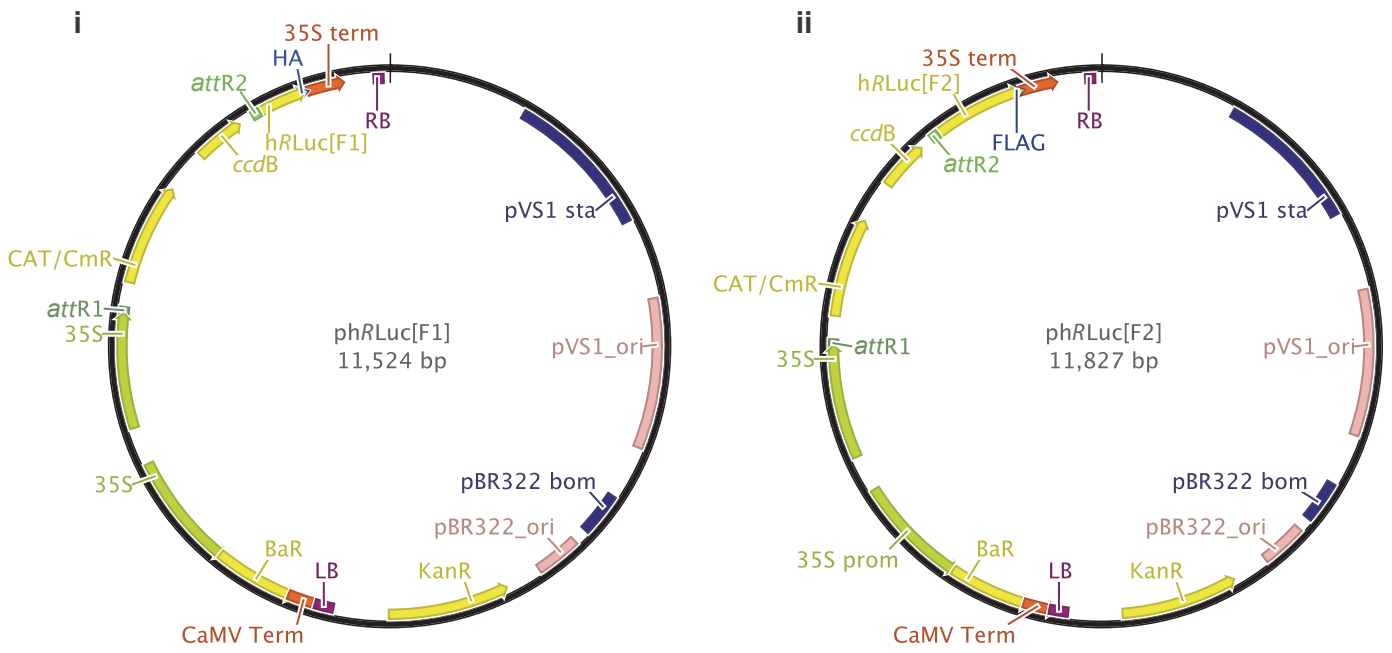 i
35S term
HA
attR2
RB
hRLuc[F1]
ccdB
pVS1 sta
CAT/CmR
attR1
35S
phRLuc[F1]
11,524 bp
pVS1_ori
35S
pBR322 bom
pBR322_ori
BaR
LB
KanR
CaMV Term
ii
35S term
hRLuc[F2]
RB
ccdB
FLAG
attR2
pVS1 sta
CAT/CmR
attR1
35S
phRLuc[F2]
11,827 bp
pVS1_ori
pBR322 bom
pBR322_ori
35S prom
BaR
LB
KanR
CaMV Term